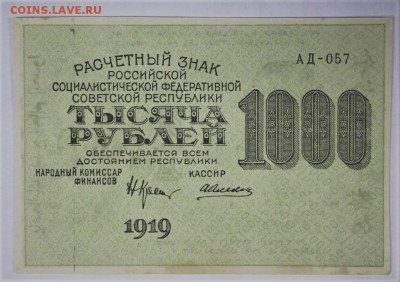 COINS.LAVE.RU
РАСЧЕТНЫЙ ЗНАК
РОССИЙСКОЙ
СОЦИАЛИСТИЧЕСКОЙ ФЕДЕРАТИВНОЙ
СОВЕТСКОЙ РЕСПУБЛИКИ
АД-057
ТЫСЯЧА
РУБЛЕЙ
1000
ОБЕСПЕЧИВАЕТСЯ ВСЕМ
ДОСТОЯНИЕМ РЕСПУБЛИКИ
НАРОДНЫЙ КОМИССАР
ФИНАНСОВ
КАССИР
1919